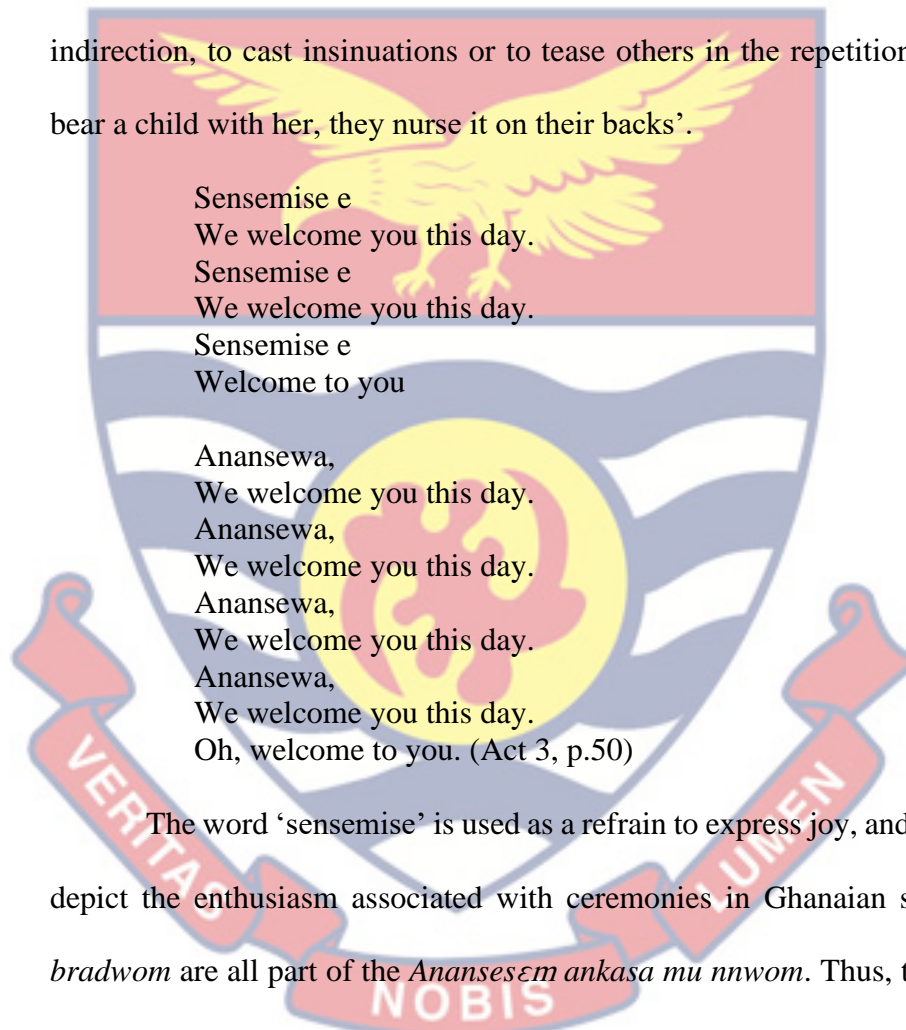 indirection, to cast insinuations or to tease others in the repetition
bear a child with her, they nurse it on their backs’.
Sensemise e
We welcome you this day.
Sensemise e
We welcome you this day.
Sensemise e
Welcome to you
Anansewa,
We welcome you this day.
Anansewa,
We welcome you this day.
Anansewa,
We welcome you this day.
Anansewa,
We welcome you this day.
Oh, welcome to you. (Act 3, p.50)
The word ‘sensemise’ is used as a refrain to express joy, and
depict the enthusiasm associated with ceremonies in Ghanaian s
bradwom are all part of the Anansesɛm ankasa mu nnwom. Thus, t
VERITAS
NOBIS
LUMEN